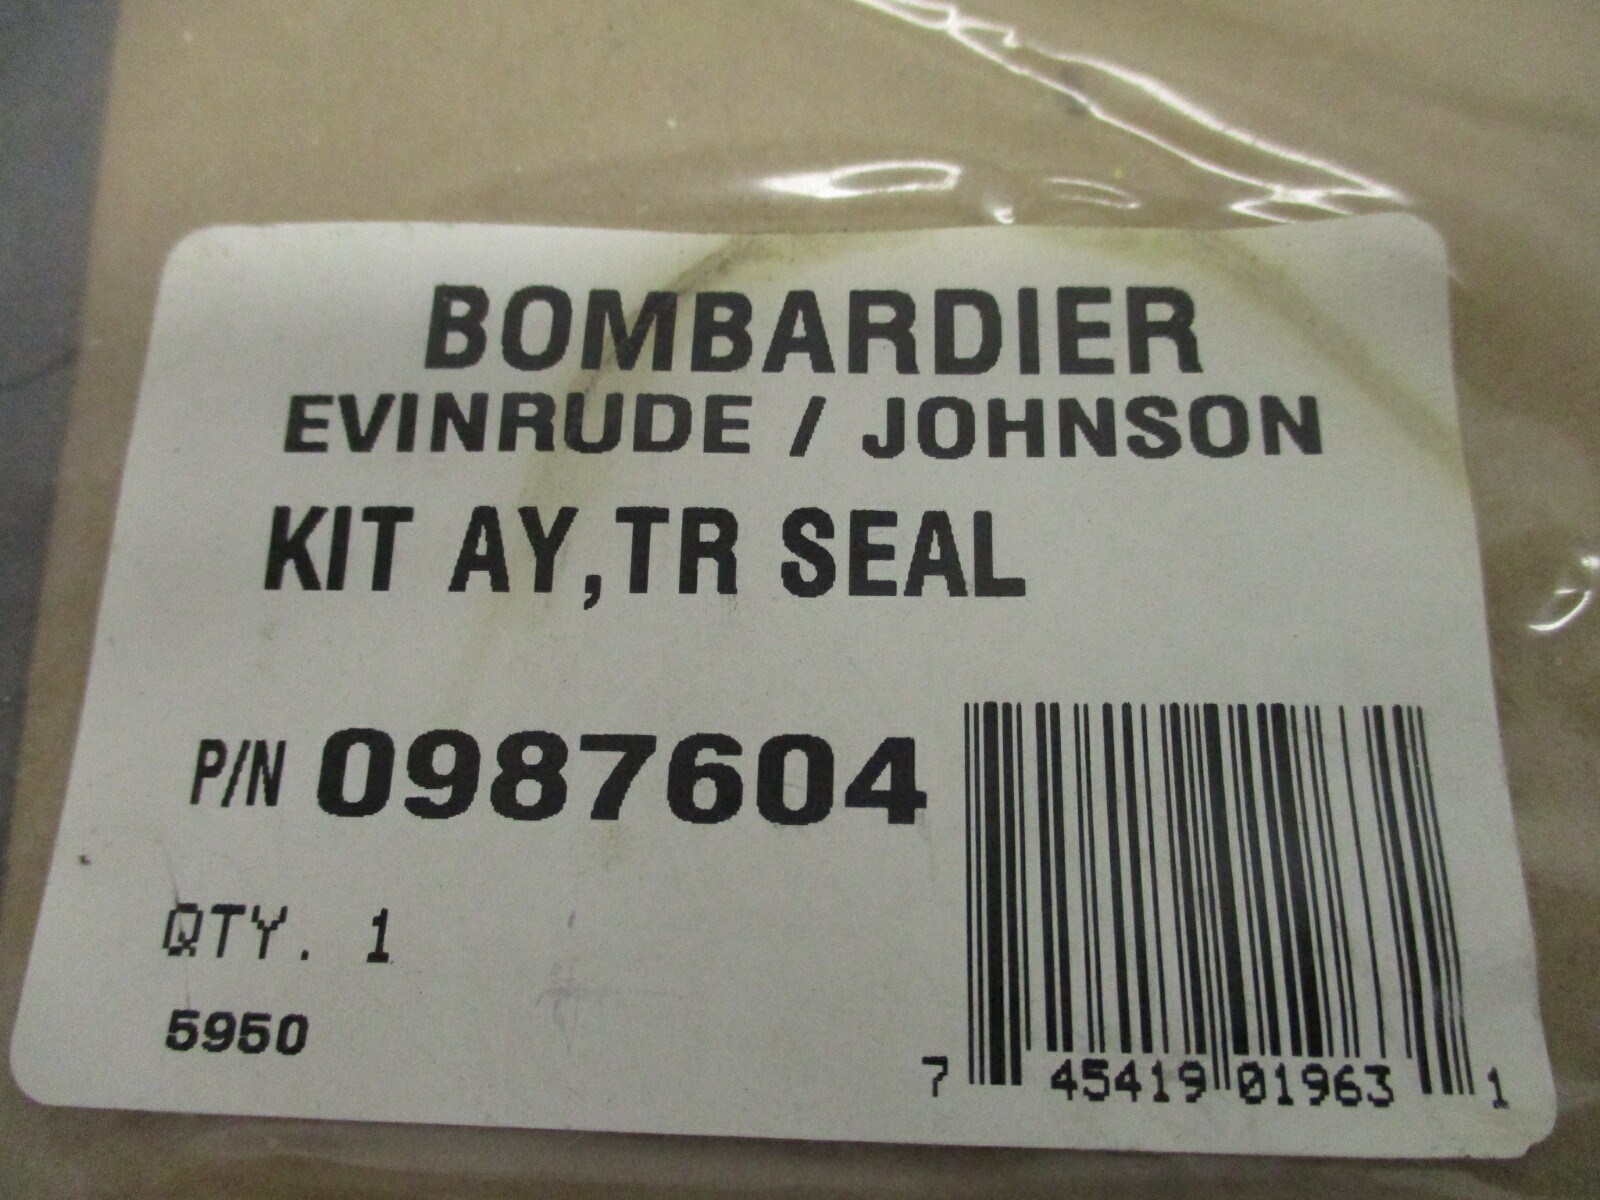 BOMBARDIER
EVINRUDE / JOHNSON
KIT AY,TR SEAL
P/N 0987604
QTY. 1
5950
7 45419 01963 1